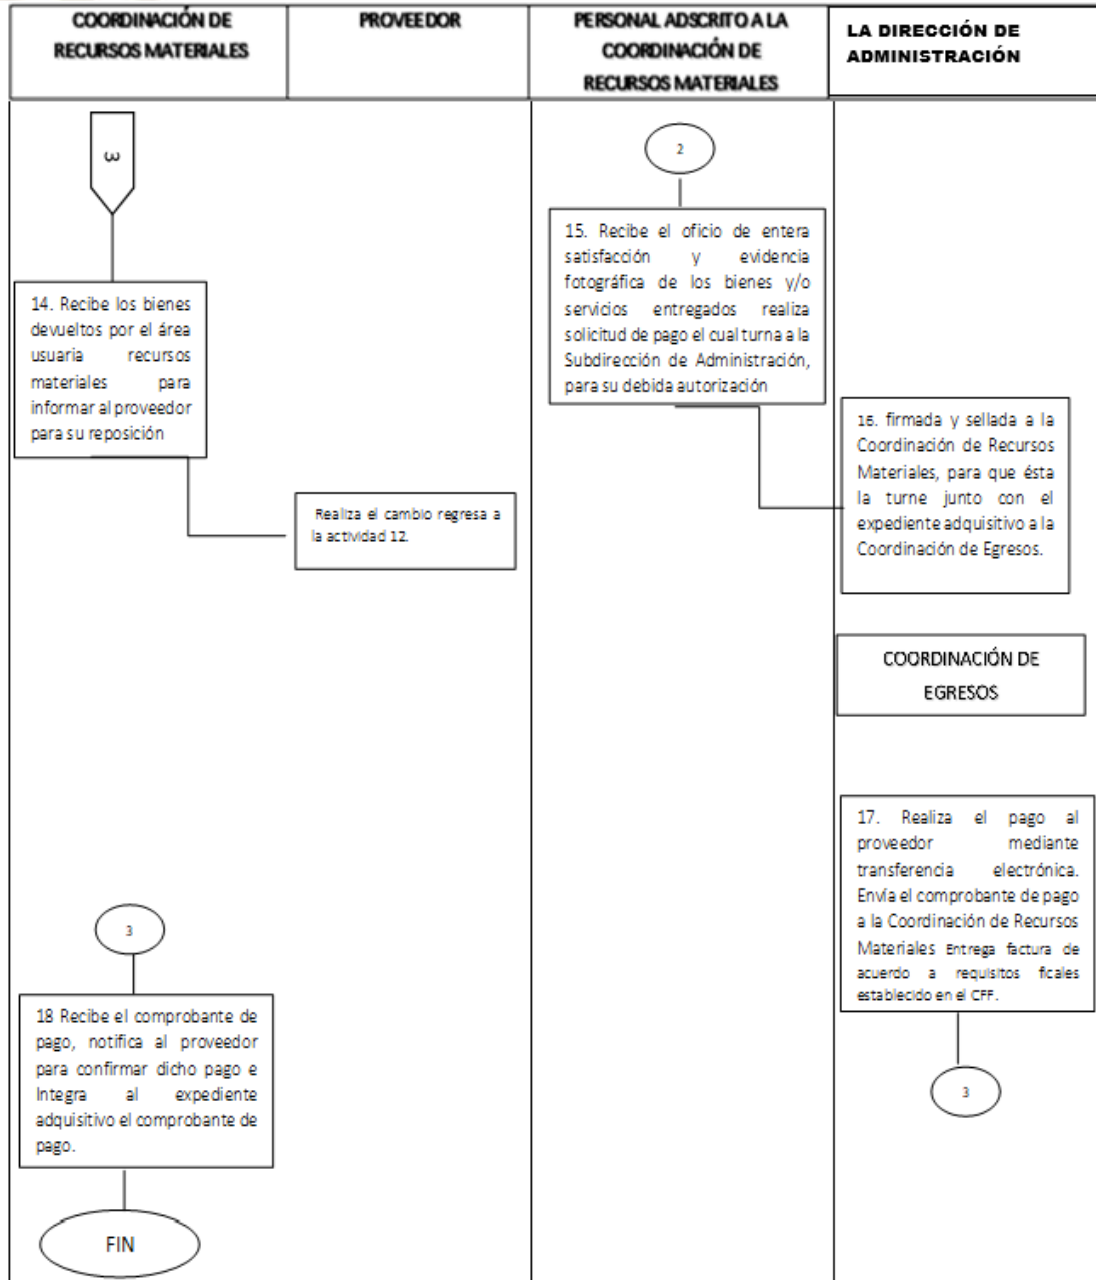 COORDINACIÓN DE
RECURSOS MATERIALES
PROVEEDOR
PERSONAL ADSCRITO A LA
COORDINACIÓN DE
RECURSOS MATERIALES
LA DIRECCIÓN DE
ADMINISTRACIÓN
3
14. Recibe los bienes
devueltos por el área
usuaria recursos
materiales para
informar al proveedor
para su reposición
Realiza el cambio regresa a
la actividad 12.
2
15. Recibe el oficio de entera
satisfacción y evidencia
fotográfica de los bienes y/o
servicios entregados realiza
solicitud de pago el cual turna a la
Subdirección de Administración,
para su debida autorización
16. firmada y sellada a la
Coordinación de Recursos
Materiales, para que ésta
la turne junto con el
expediente adquisitivo a la
Coordinación de Egresos.
COORDINACIÓN DE
EGRESOS
17. Realiza el pago al
proveedor mediante
transferencia electrónica.
Envía el comprobante de pago
a la Coordinación de Recursos
Materiales Entrega factura de
acuerdo a requisitos ficales
establecido en el CFF.
3
3
18 Recibe el comprobante de
pago, notifica al proveedor
para confirmar dicho pago e
Integra al expediente
adquisitivo el comprobante de
pago.
FIN